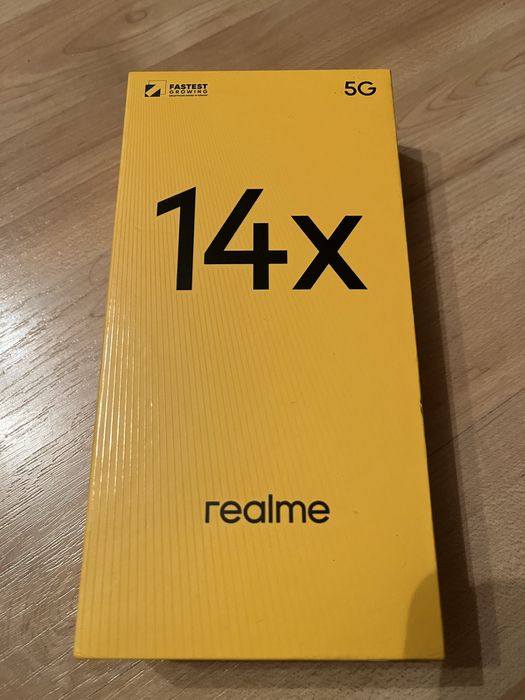 FASTEST
GROWING
5G
14x
realme